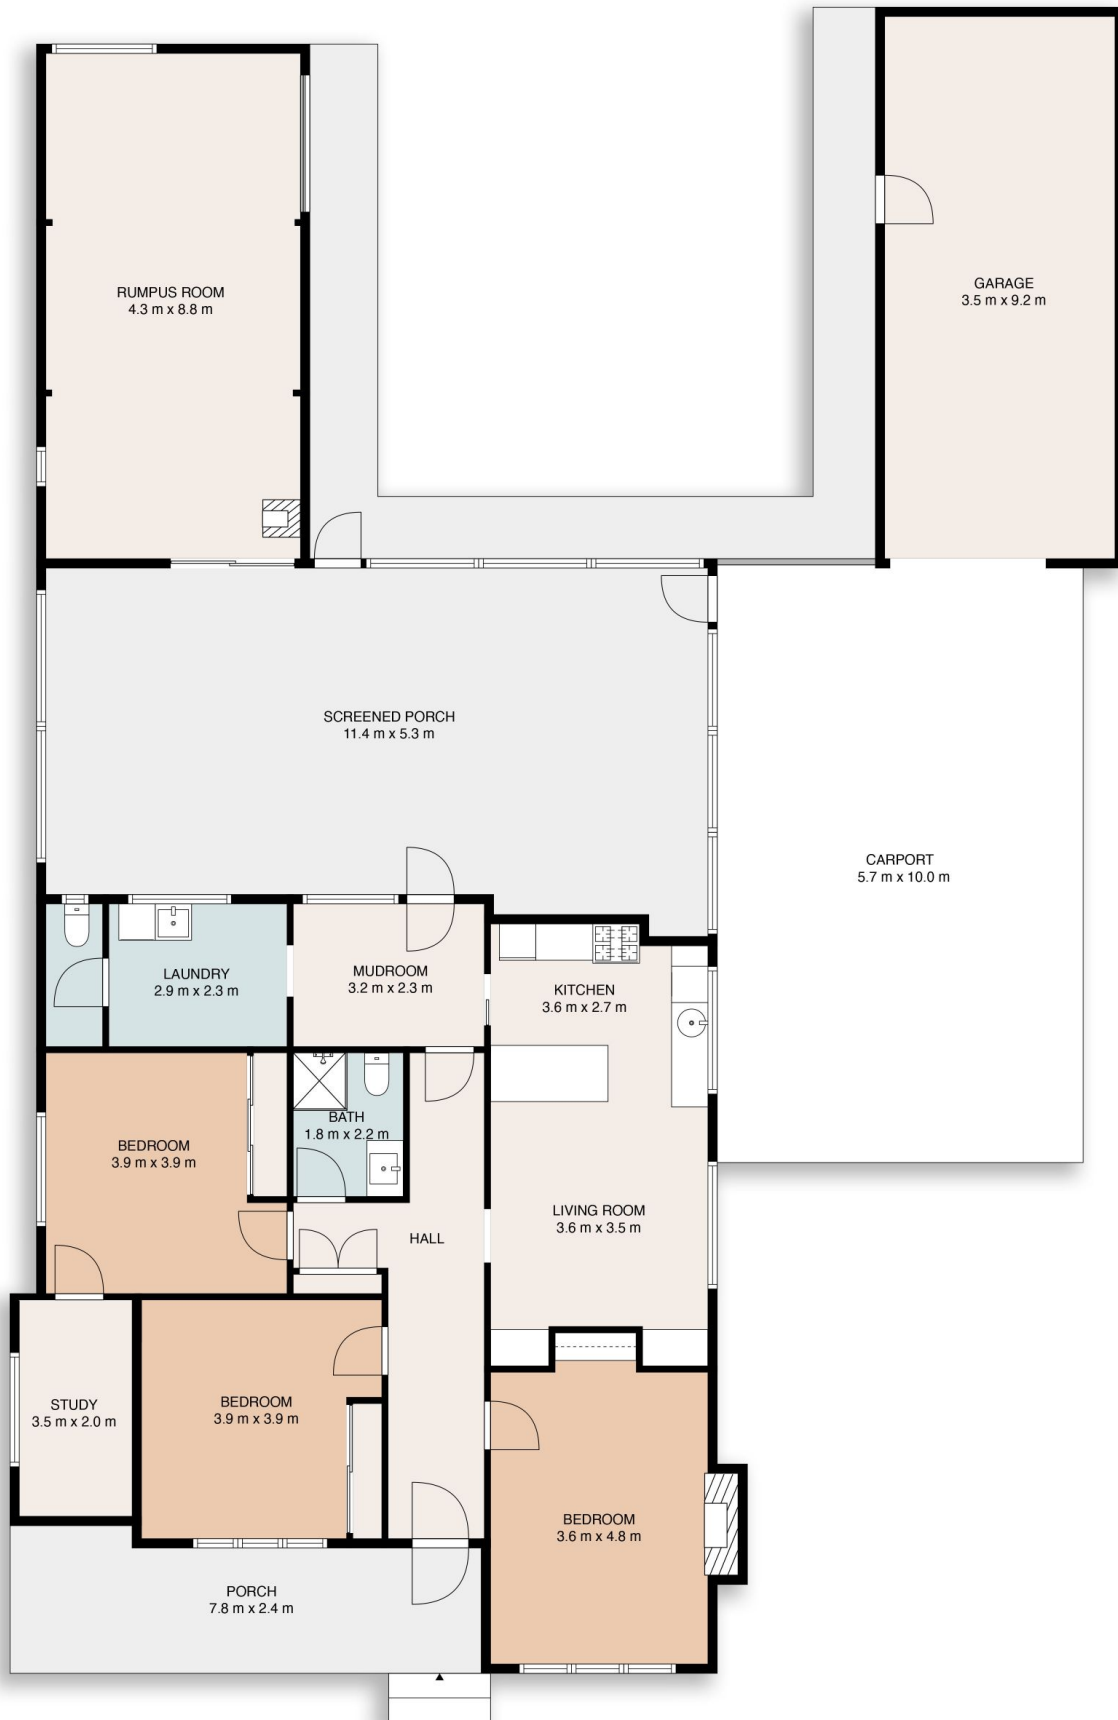 RUMPUS ROOM
4.3 m x 8.8 m
GARAGE
3.5 m x 9.2 m
SCREENED PORCH
11.4 m x 5.3 m
CARPORT
5.7 m x 10.0 m
LAUNDRY
2.9 m x 2.3 m
MUDROOM
3.2 m x 2.3 m
KITCHEN
3.6 m x 2.7 m
BATH
1.8 m x 2.2 m
BEDROOM
3.9 m x 3.9 m
LIVING ROOM
3.6 m x 3.5 m
HALL
STUDY
3.5 m x 2.0 m
BEDROOM
3.9 m x 3.9 m
BEDROOM
3.6 m x 4.8 m
PORCH
7.8 m x 2.4 m